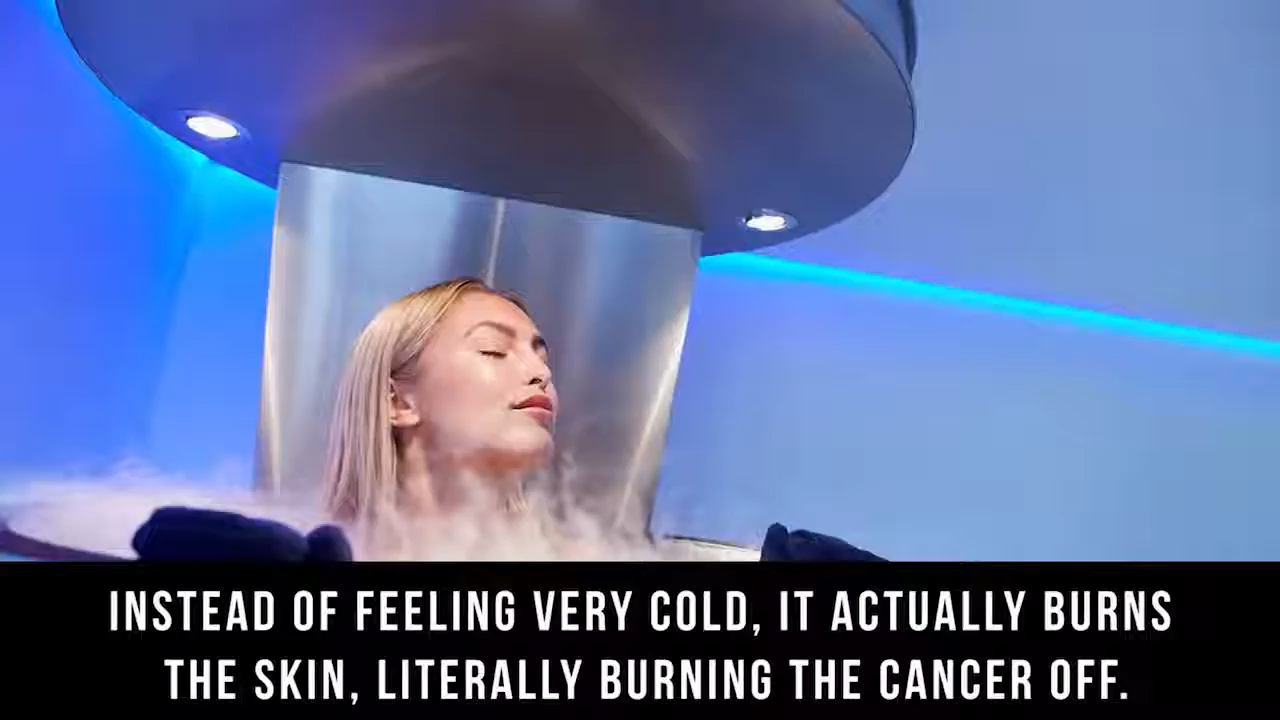 INSTEAD OF FEELING VERY COLD, IT ACTUALLY BURNS
THE SKIN, LITERALLY BURNING THE CANCER OFF.